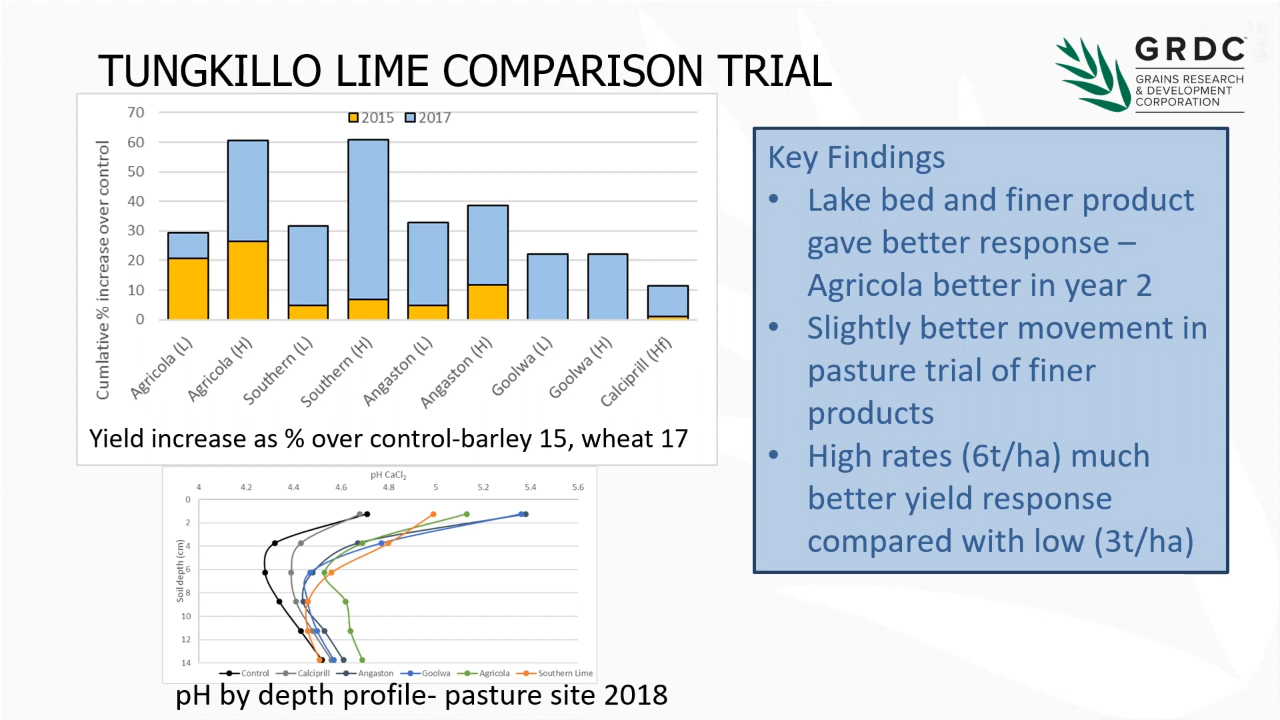 TUNGKILLO LIME COMPARISON TRIAL
GRDC™
GRAINS RESEARCH
& DEVELOPMENT
CORPORATION
Cumlative % increase over control
70
60
50
40
30
20
10
0
2015 2017
Agricola (L)
Agricola (H)
Southern (L)
Southern (H)
Angaston (L)
Angaston (H)
Goolwa (L)
Goolwa (H)
Calciprill (Hf)
Yield increase as % over control-barley 15, wheat 17
pH CaCl₂
4 4.2 4.4 4.6 4.8 5 5.2 5.4 5.6
Soil depth (cm)
0
2
4
6
8
10
12
14
Control Calciprill Angaston Goolwa Agricola Southern Lime
pH by depth profile- pasture site 2018
Key Findings
• Lake bed and finer product
gave better response –
Agricola better in year 2
• Slightly better movement in
pasture trial of finer
products
• High rates (6t/ha) much
better yield response
compared with low (3t/ha)